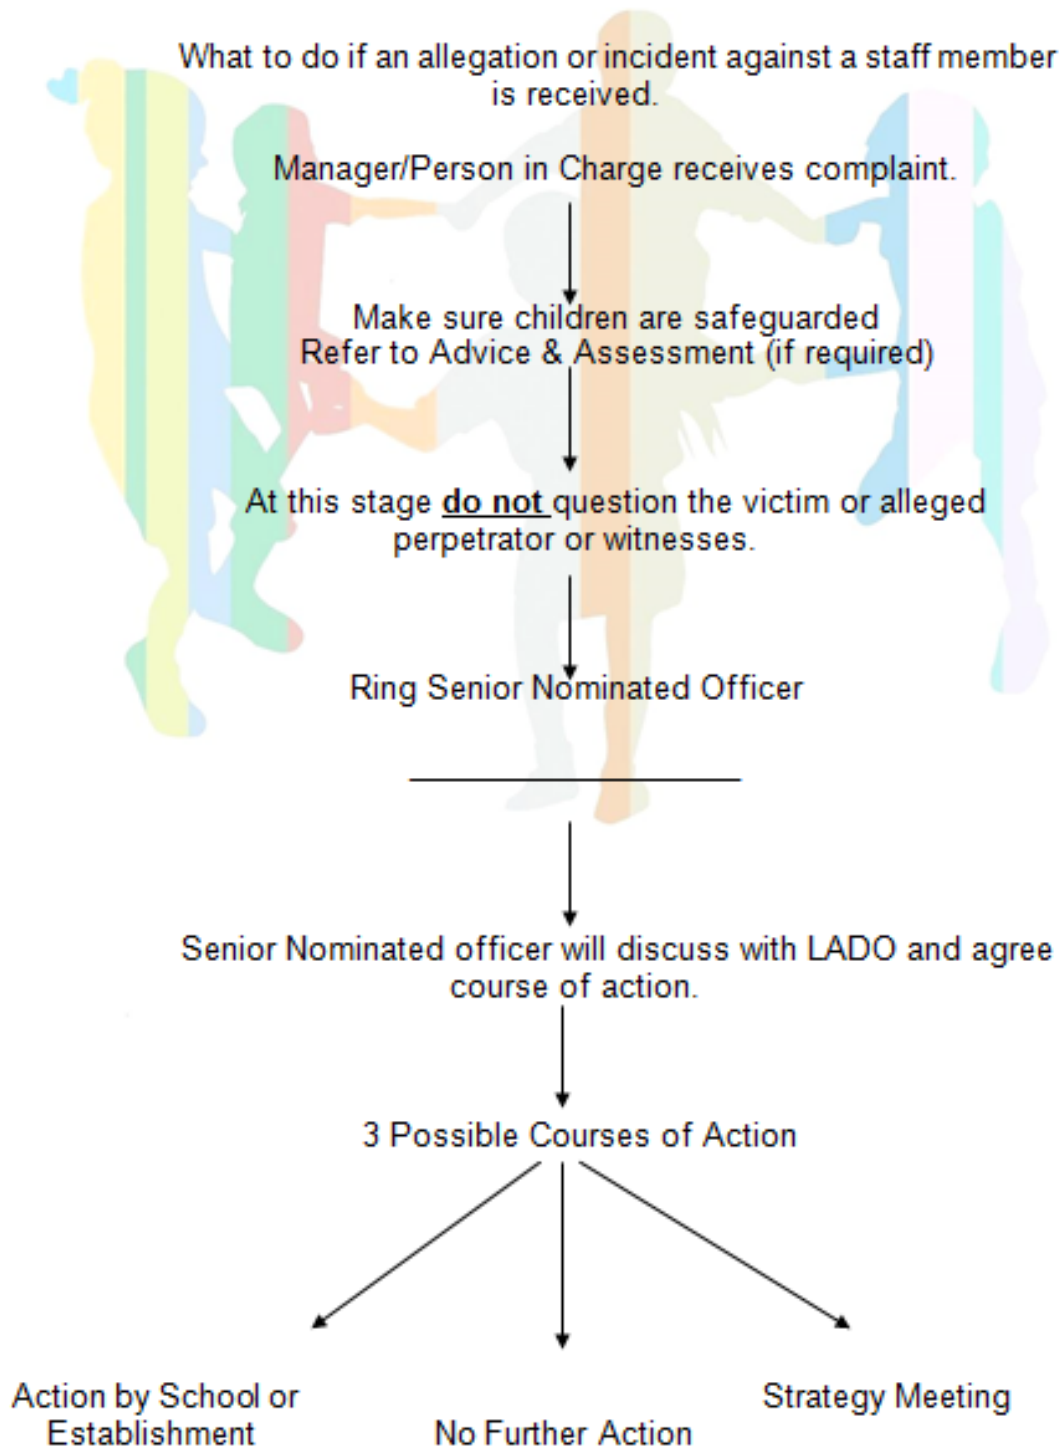 What to do if an allegation or incident against a staff member
is received.
Manager/Person in Charge receives complaint.
Make sure children are safeguarded
Refer to Advice & Assessment (if required)
At this stage do not question the victim or alleged
perpetrator or witnesses.
Ring Senior Nominated Officer
Senior Nominated officer will discuss with LADO and agree
course of action.
3 Possible Courses of Action
Action by School or
Establishment
No Further Action
Strategy Meeting